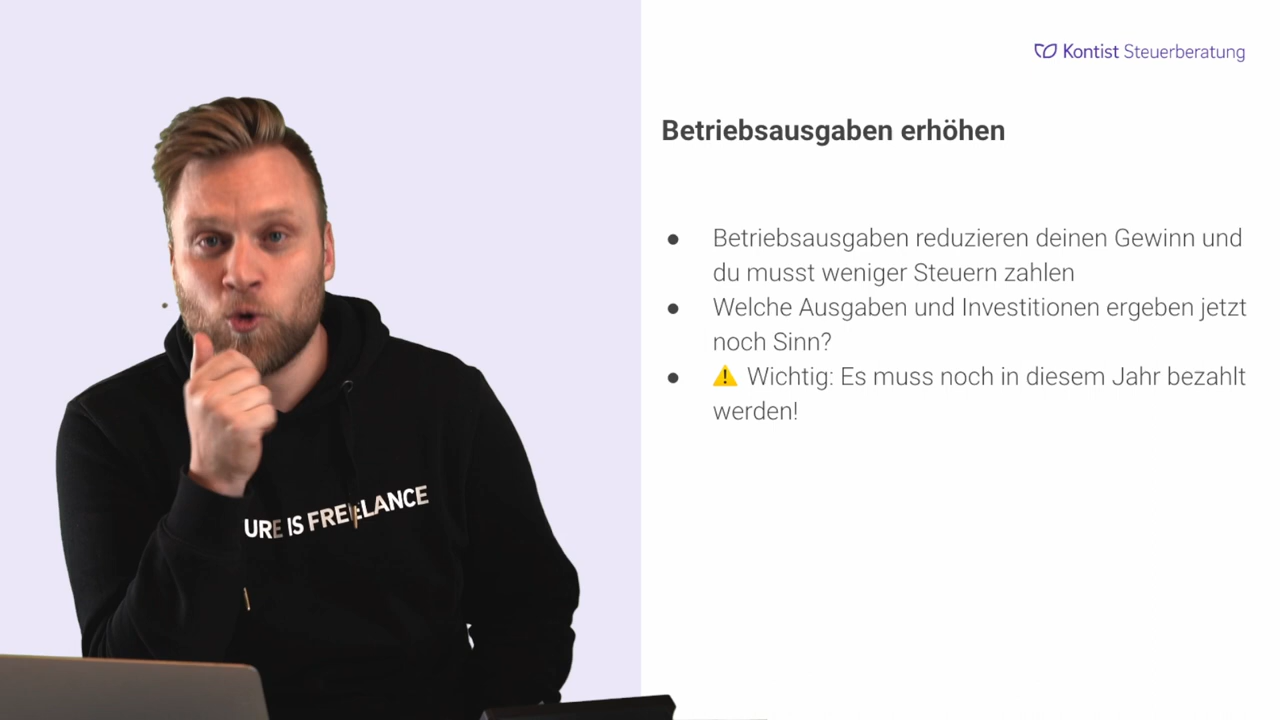 Kontist Steuerberatung
Betriebsausgaben erhöhen
● Betriebsausgaben reduzieren deinen Gewinn und
du musst weniger Steuern zahlen
● Welche Ausgaben und Investitionen ergeben jetzt
noch Sinn?
● ⚠️ Wichtig: Es muss noch in diesem Jahr bezahlt
werden!
URE IS FREELANCE